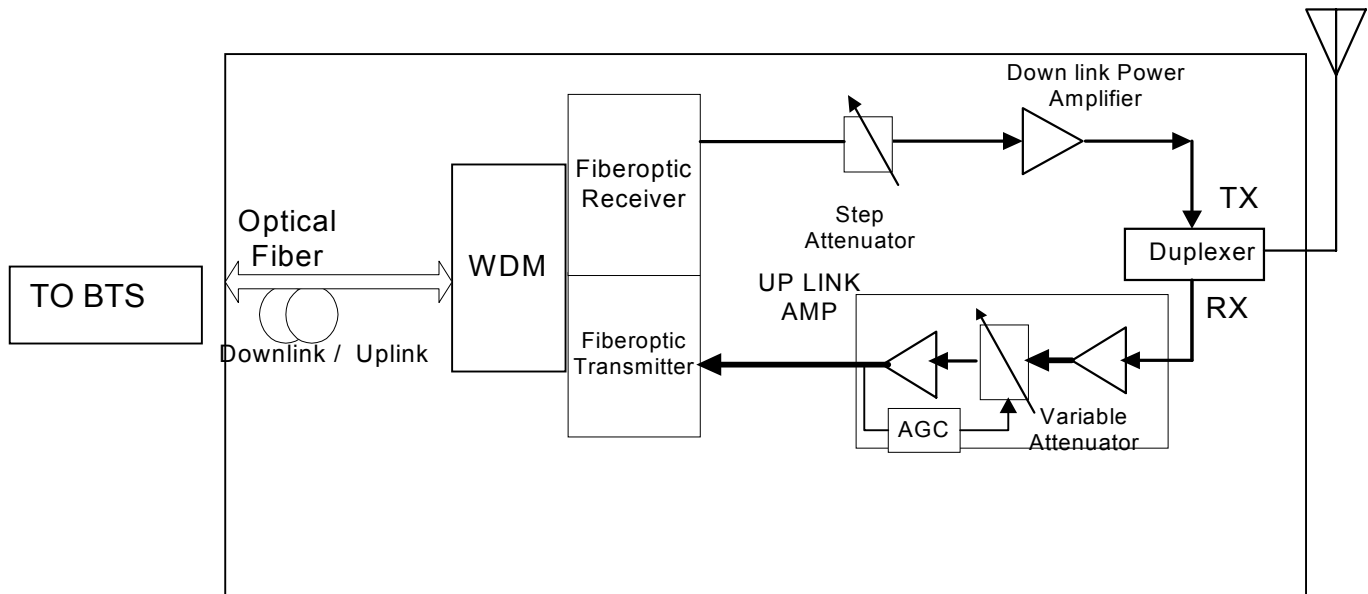 Down link Power
Amplifier
Fiberoptic
Receiver
TX
Step
Attenuator
Optical
Fiber
WDM
Duplexer
TO BTS
UP LINK
AMP
RX
Downlink / Uplink
Fiberoptic
Transmitter
AGC
Variable
Attenuator